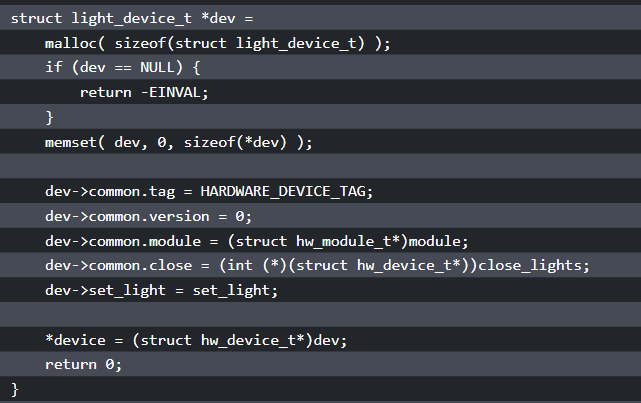 struct light_device_t *dev =
    malloc( sizeof(struct light_device_t) );
    if (dev == NULL) {
        return -EINVAL;
    }
    memset( dev, 0, sizeof(*dev) );

    dev->common.tag = HARDWARE_DEVICE_TAG;
    dev->common.version = 0;
    dev->common.module = (struct hw_module_t*)module;
    dev->common.close = (int (*)(struct hw_device_t*))close_lights;
    dev->set_light = set_light;

    *device = (struct hw_device_t*)dev;
    return 0;
}